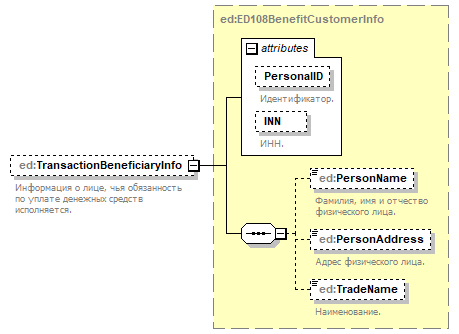 ed:ED108BenefitCustomerInfo
attributes
PersonalID
Идентификатор.
INN
ИНН.
ed:TransactionBeneficiaryInfo
Информация о лице, чья обязанность
по уплате денежных средств
исполняется.
ed:PersonName
Фамилия, имя и отчество
физического лица.
ed:PersonAddress
Адрес физического лица.
ed:TradeName
Наименование.